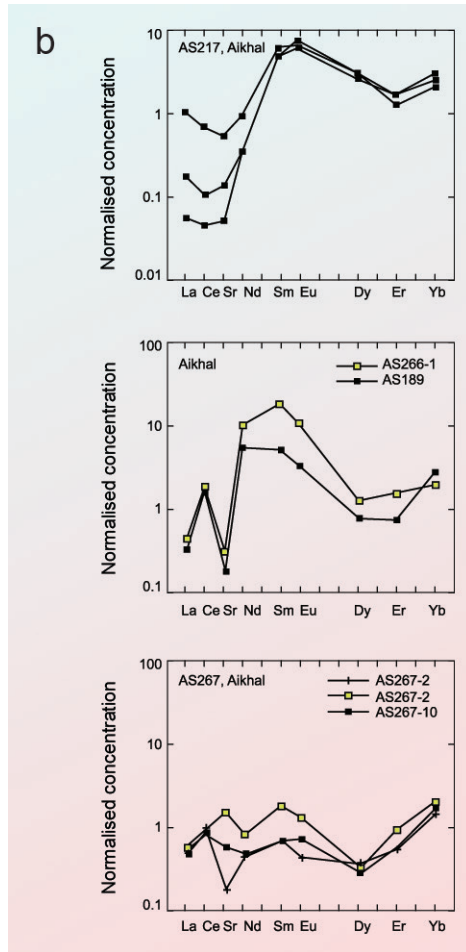 b
AS217, Aikhal
Normalised concentration
10
1
0.1
0.01
La Ce Sr Nd Sm Eu Dy Er Yb
Aikhal
AS266-1
AS189
Normalised concentration
100
10
1
0.1
La Ce Sr Nd Sm Eu Dy Er Yb
AS267, Aikhal
AS267-2
AS267-2
AS267-10
Normalised concentration
100
10
1
0.1
La Ce Sr Nd Sm Eu Dy Er Yb